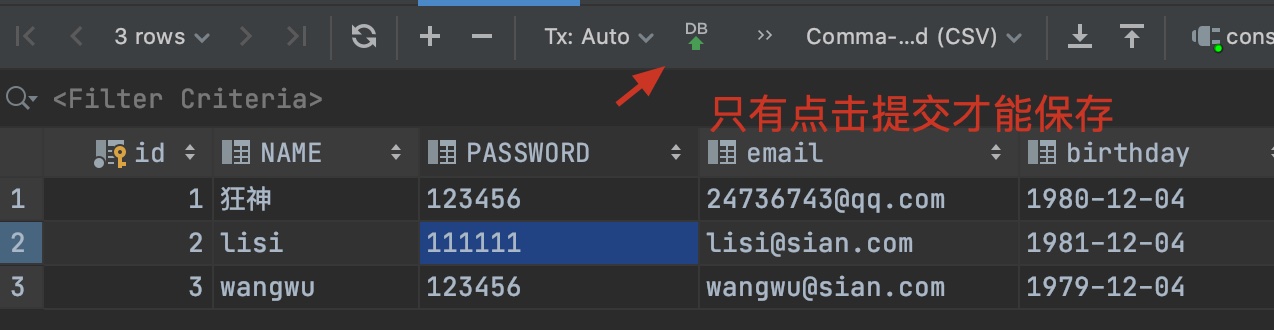 3 rows Tx: Auto DB Comma-...d (CSV) cons
<Filter Criteria>
只有点击提交才能保存
id NAME PASSWORD email birthday
1 1 狂神 123456 24736743@qq.com 1980-12-04
2 2 lisi 111111 lisi@sian.com 1981-12-04
3 3 wangwu 123456 wangwu@sian.com 1979-12-04